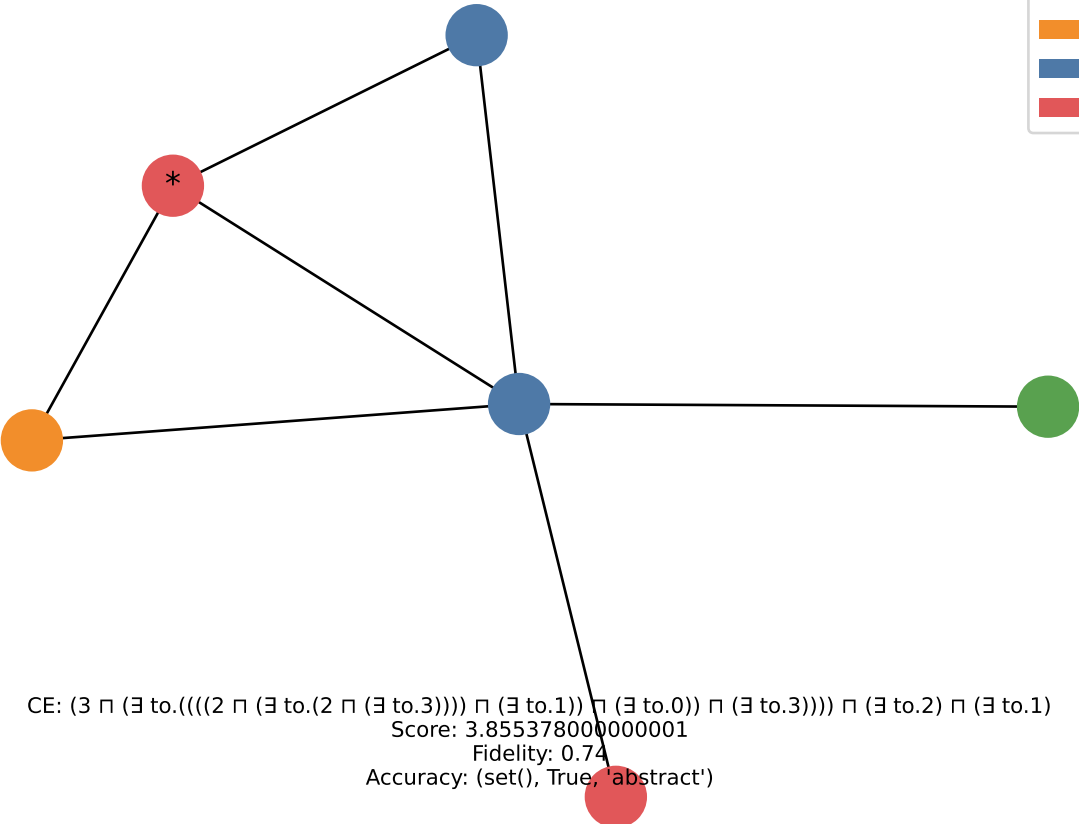 *
CE: (3 ⊓ (∃ to.((((2 ⊓ (∃ to.(2 ⊓ (∃ to.3)))) ⊓ (∃ to.1)) ⊓ (∃ to.0)) ⊓ (∃ to.3)))) ⊓ (∃ to.2) ⊓ (∃ to.1)
Score: 3.855378000000001
Fidelity: 0.74
Accuracy: (set(), True, 'abstract')